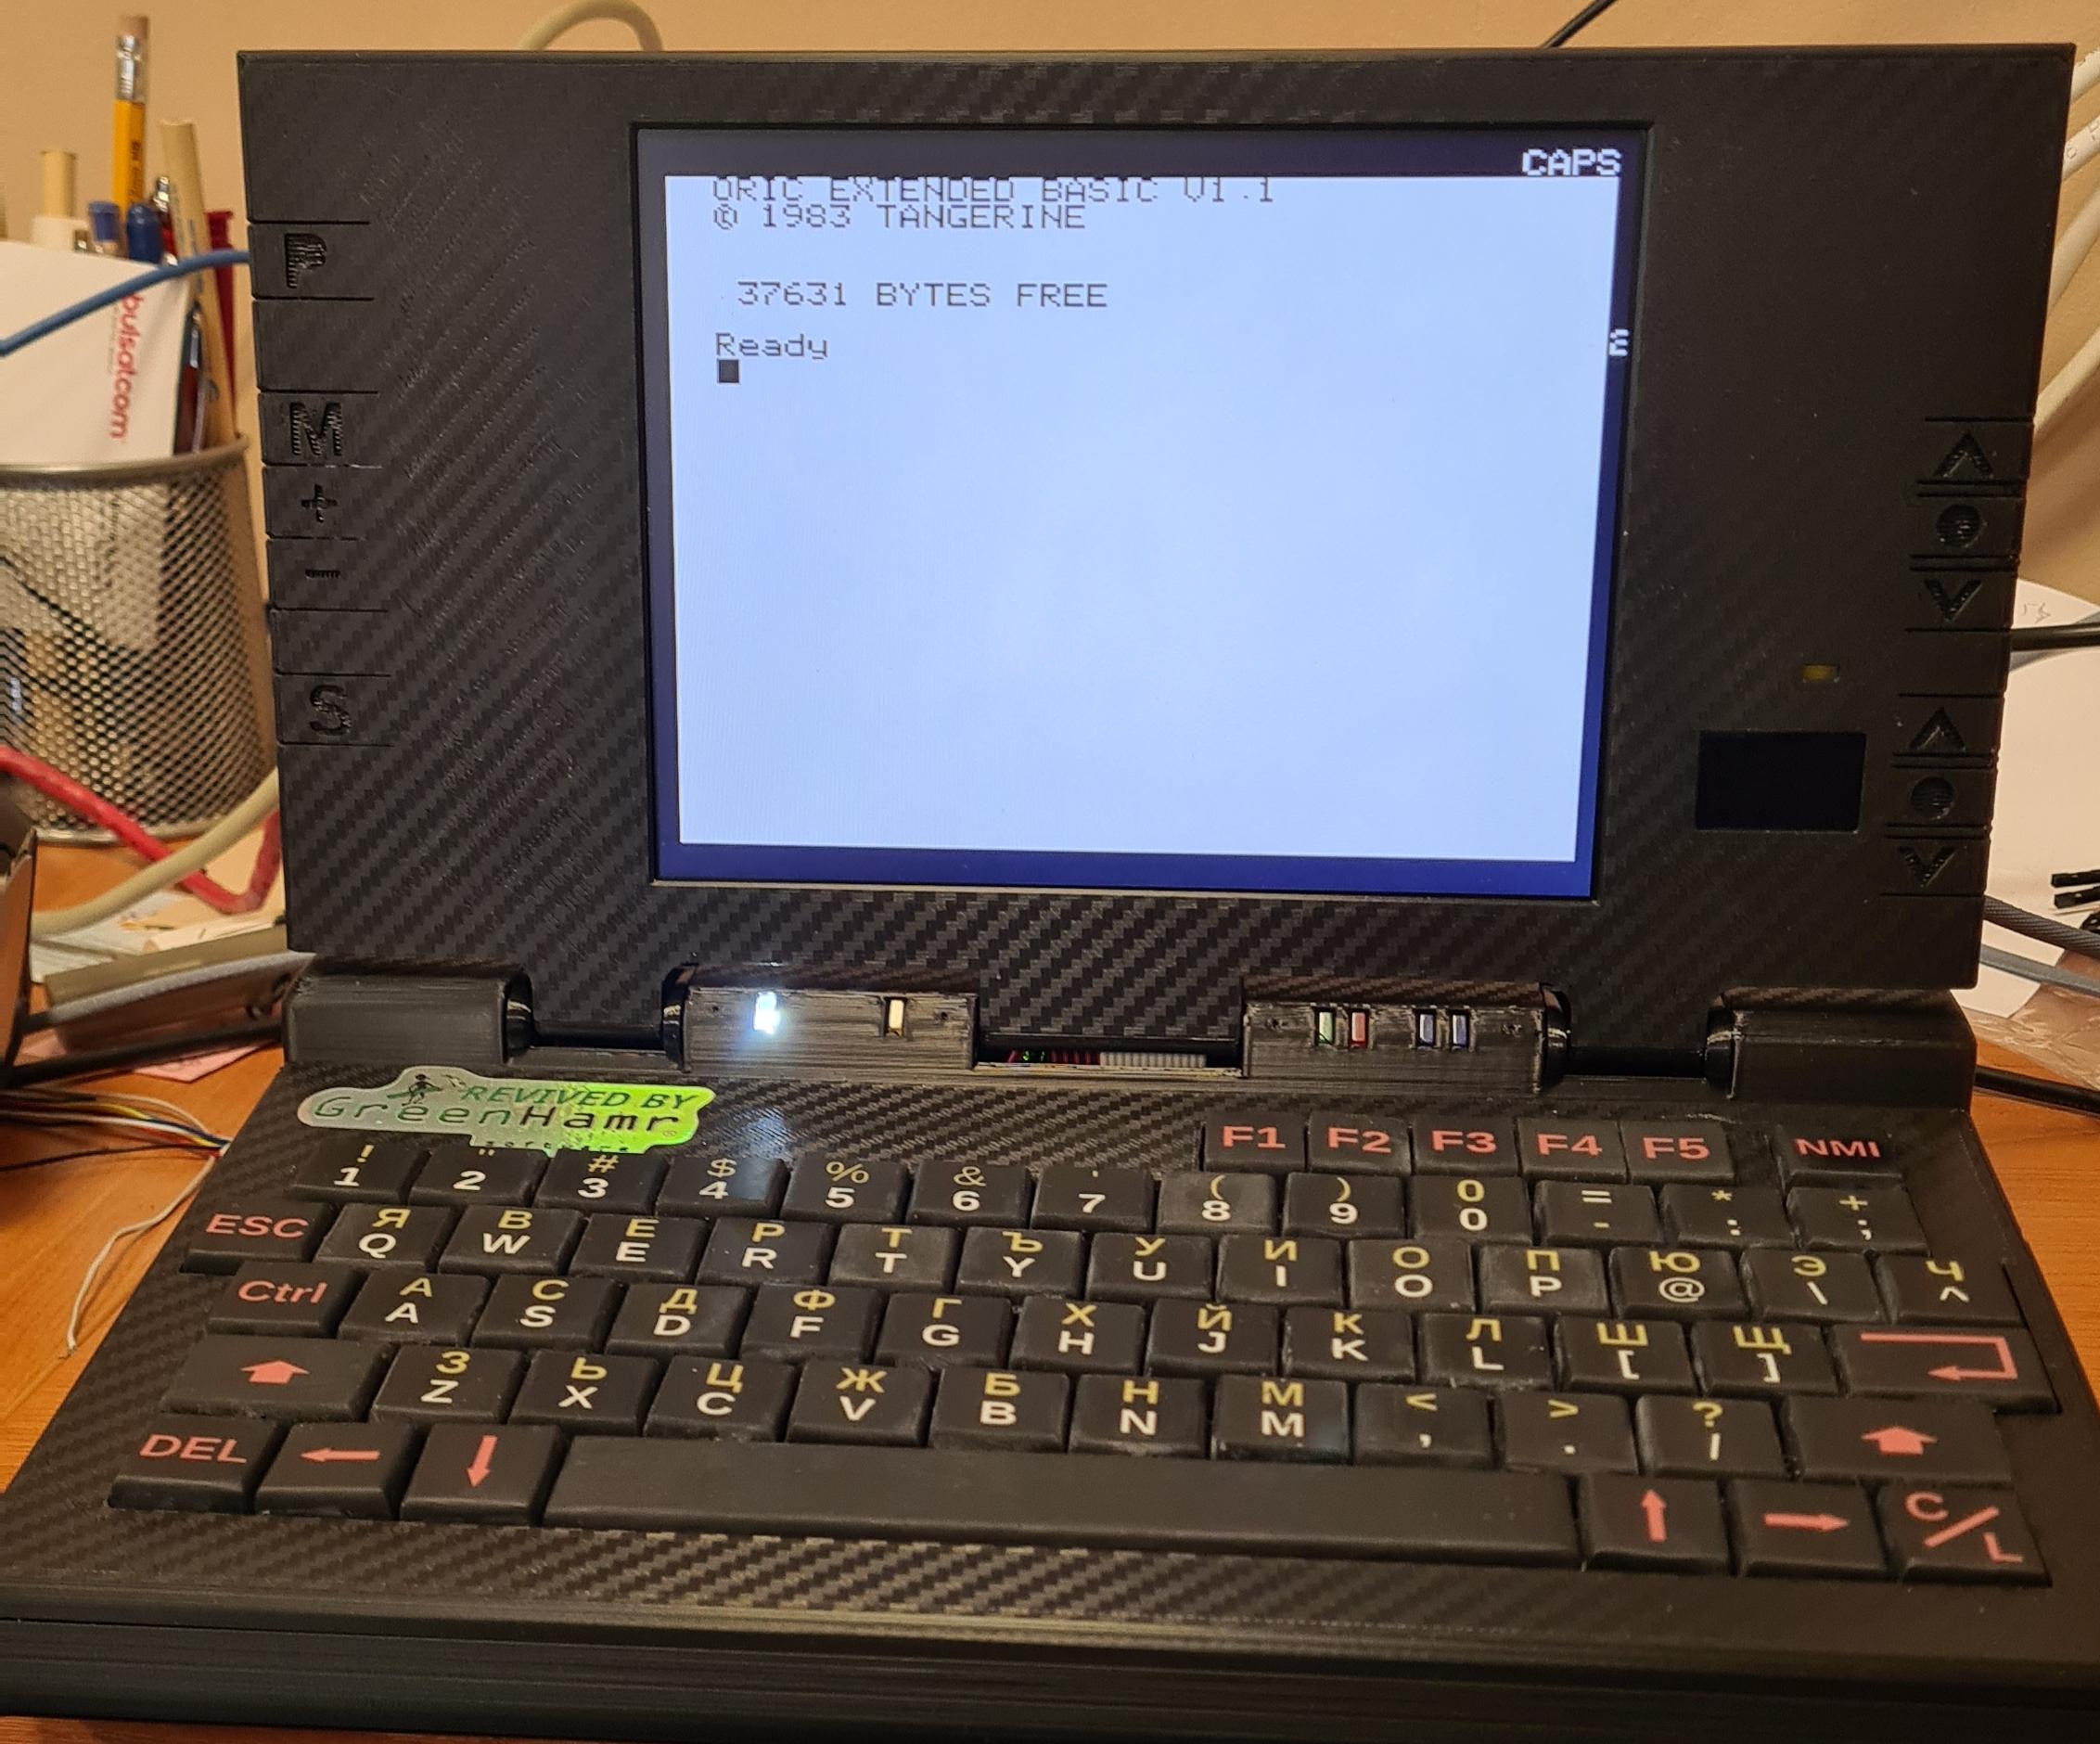 CAPS
ORIC EXTENDED BASIC V1.1
© 1983 TANGERINE
37631 BYTES FREE
Ready
bulsatcom
P
M
+
-
S
REVIVED BY
GreenHamr
F1 F2 F3 F4 F5 NMI
! " # $ % & ' ( ) 0 = * +
1 2 3 4 5 6 7 8 9 0 - : ;
ESC Я В Е Р Т Ъ У И О П Ю Э Ч
Q W E R T Y U I O P @ \ ^
Ctrl А С Д Ф Г Х Й К Л Ш Щ
A S D F G H J K L [ ]
З Ь Ц Ж Б Н М < > ?
Z X C V B N M , . /
DEL ← ↓ ↑ → C/L